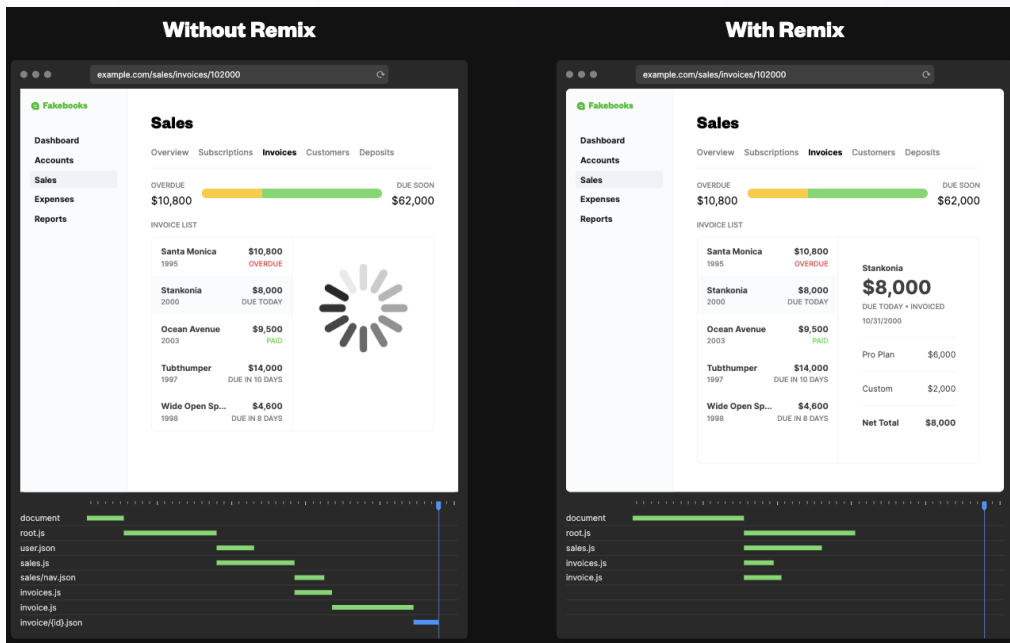 Without Remix
example.com/sales/invoices/102000
Fakebooks
Dashboard
Accounts
Sales
Expenses
Reports
Sales
Overview Subscriptions Invoices Customers Deposits
OVERDUE DUE SOON
$10,800 $62,000
INVOICE LIST
Santa Monica $10,800
1995 OVERDUE
Stankonia $8,000
2000 DUE TODAY
Ocean Avenue $9,500
2003 PAID
Tubthumper $14,000
1997 DUE IN 10 DAYS
Wide Open Sp... $4,600
1998 DUE IN 8 DAYS
document
root.js
user.json
sales.js
sales/nav.json
invoices.js
invoice.js
invoice/{id}.json
With Remix
example.com/sales/invoices/102000
Fakebooks
Dashboard
Accounts
Sales
Expenses
Reports
Sales
Overview Subscriptions Invoices Customers Deposits
OVERDUE DUE SOON
$10,800 $62,000
INVOICE LIST
Santa Monica $10,800
1995 OVERDUE
Stankonia $8,000
2000 DUE TODAY
Ocean Avenue $9,500
2003 PAID
Tubthumper $14,000
1997 DUE IN 10 DAYS
Wide Open Sp... $4,600
1998 DUE IN 8 DAYS
Stankonia
$8,000
DUE TODAY • INVOICED
10/31/2000
Pro Plan $6,000
Custom $2,000
Net Total $8,000
document
root.js
sales.js
invoices.js
invoice.js